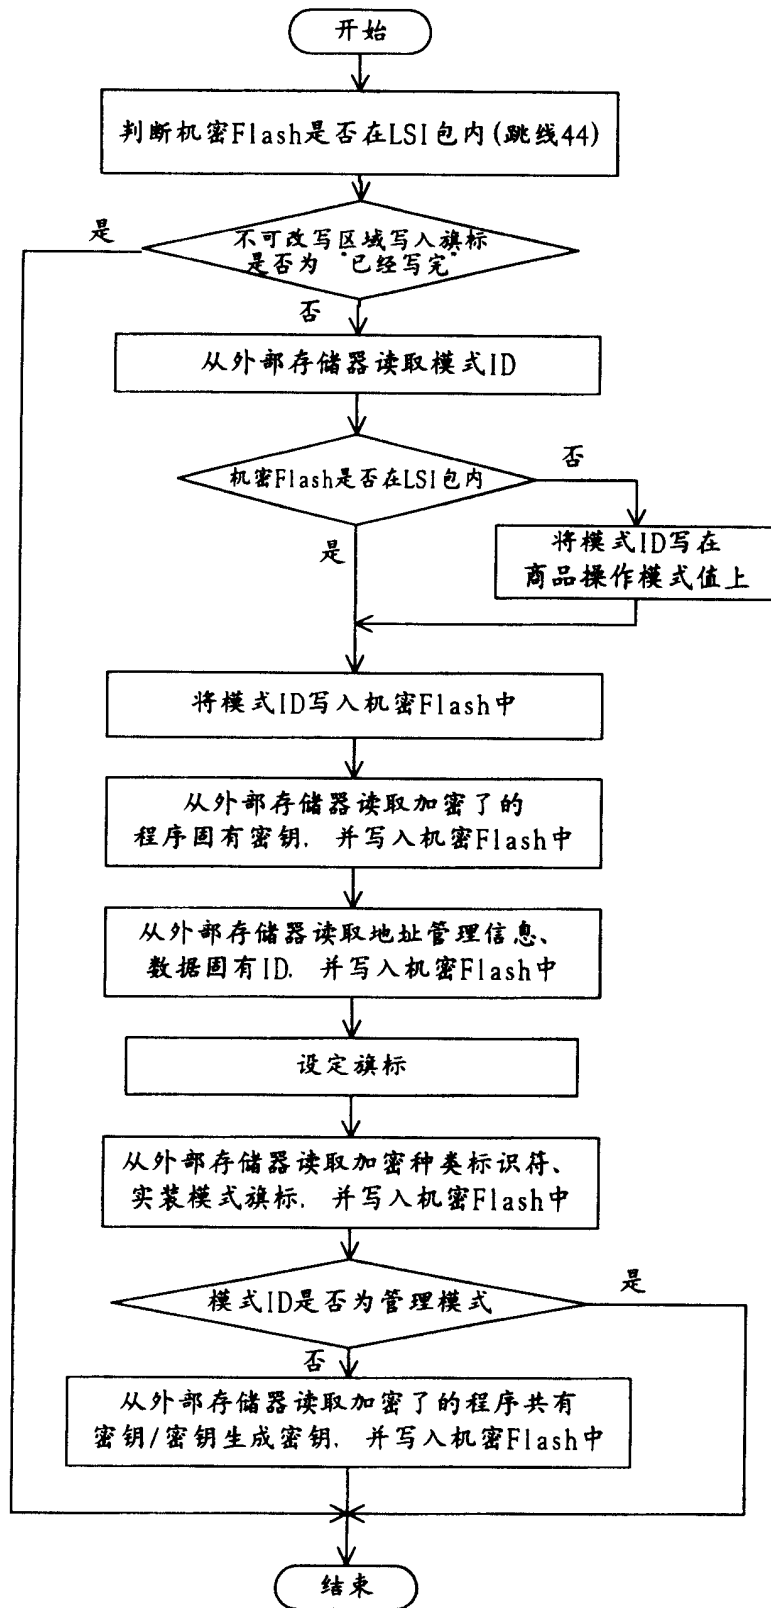 开始
判断机密Flash是否在LSI包内(跳线44)
是
不可改写区域写入旗标
是否为"已经写完"
否
从外部存储器读取模式ID
机密Flash是否在LSI包内
否
是
将模式ID写在
商品操作模式值上
将模式ID写入机密Flash中
从外部存储器读取加密了的
程序固有密钥, 并写入机密Flash中
从外部存储器读取地址管理信息、
数据固有ID, 并写入机密Flash中
设定旗标
从外部存储器读取加密种类标识符、
实装模式旗标, 并写入机密Flash中
模式ID是否为管理模式
是
否
从外部存储器读取加密了的程序共有
密钥/密钥生成密钥, 并写入机密Flash中
结束